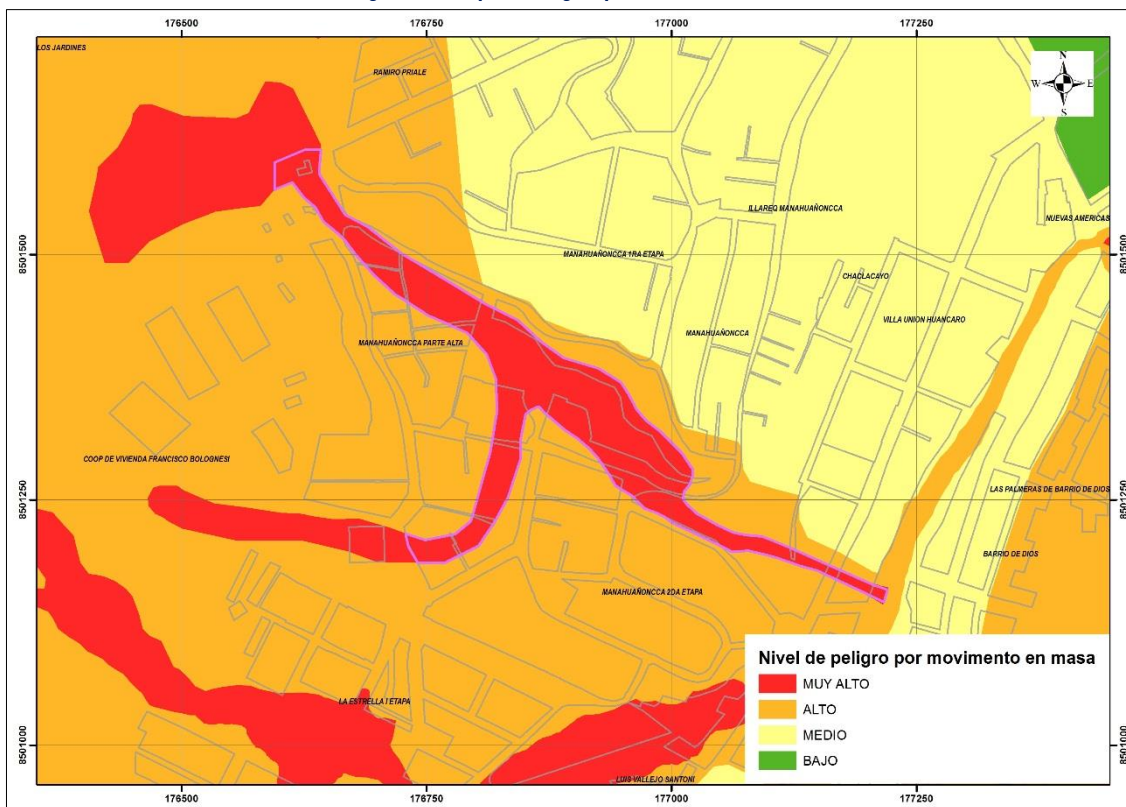 176500
176750
177000
177250
LOS JARDINES
RAMIRO PRIALE
N
W
E
S
ILLAREQ MANAHUAÑONCCA
NUEVAS AMERICAS
8501500
8501500
MANAHUAÑONCCA 1RA ETAPA
CHACLACAYO
VILLA UNION HUANCARO
MANAHUAÑONCCA
MANAHUAÑONCCA PARTE ALTA
COOP DE VIVIENDA FRANCISCO BOLOGNESI
LAS PALMERAS DE BARRIO DE DIOS
8501250
8501250
BARRIO DE DIOS
MANAHUAÑONCCA 2DA ETAPA
Nivel de peligro por movimento en masa
MUY ALTO
ALTO
MEDIO
BAJO
LA ESTRELLA I ETAPA
8501000
8501000
LUIS VALLEJO SANTONI
176500
176750
177000
177250